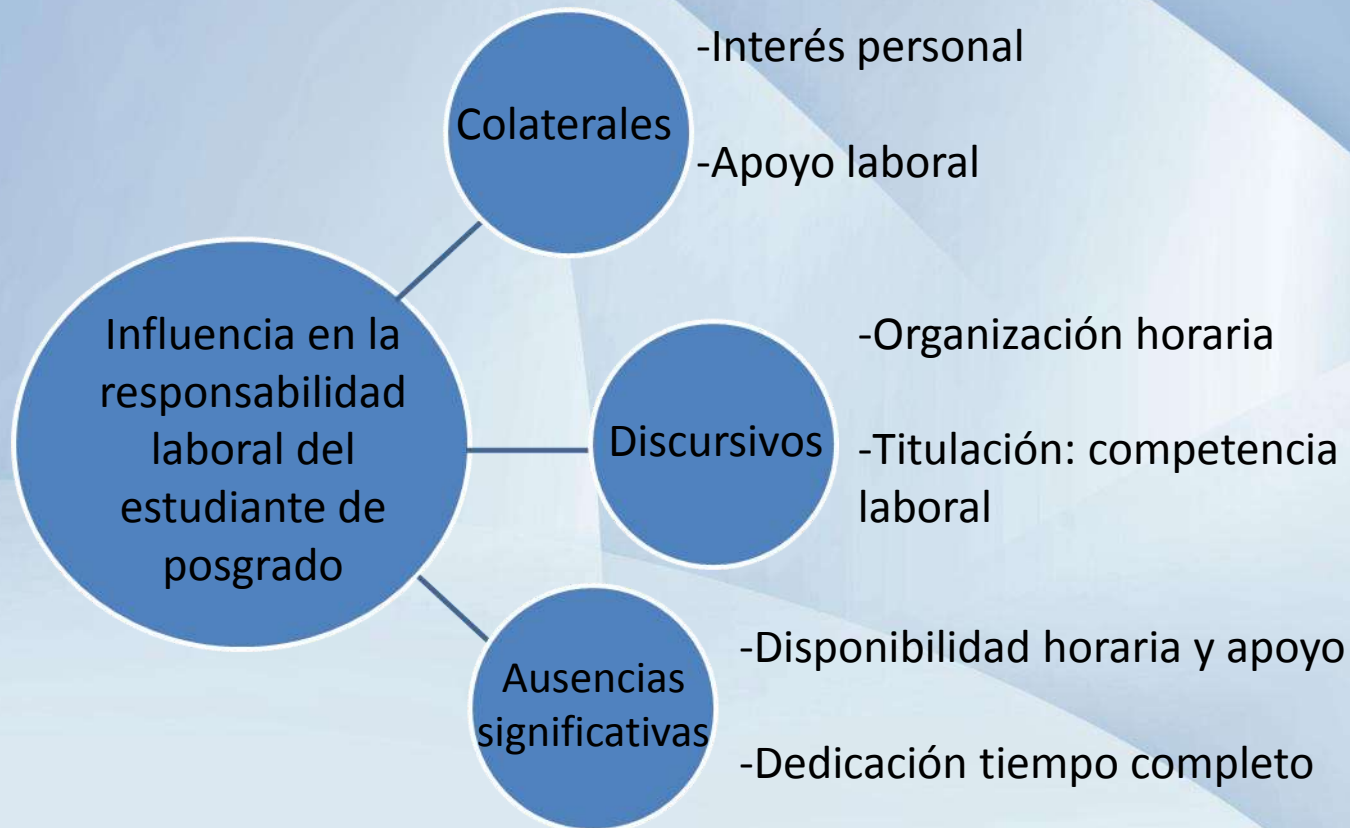 Influencia en la
responsabilidad
laboral del
estudiante de
posgrado
Colaterales
-Interés personal
-Apoyo laboral
Discursivos
-Organización horaria
-Titulación: competencia
laboral
Ausencias
significativas
-Disponibilidad horaria y apoyo
-Dedicación tiempo completo